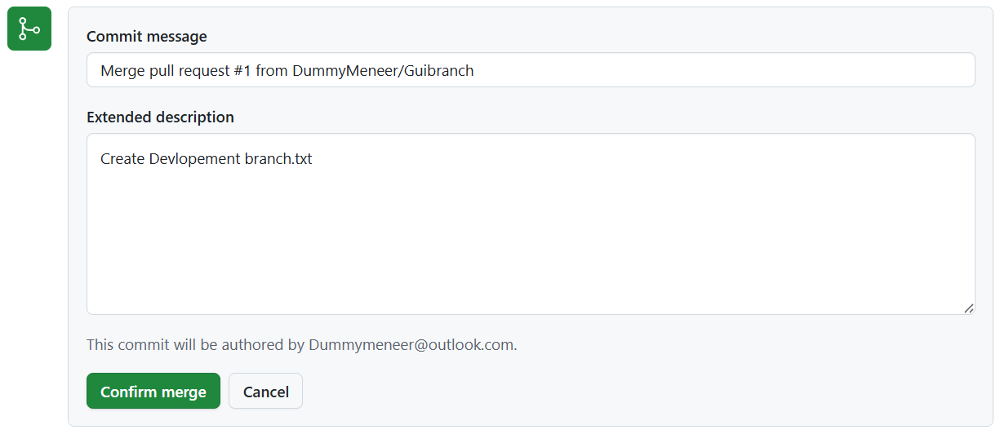 Commit message
Merge pull request #1 from DummyMeneer/Guibranch
Extended description
Create Devlopement branch.txt
This commit will be authored by Dummymeneer@outlook.com.
Confirm merge
Cancel